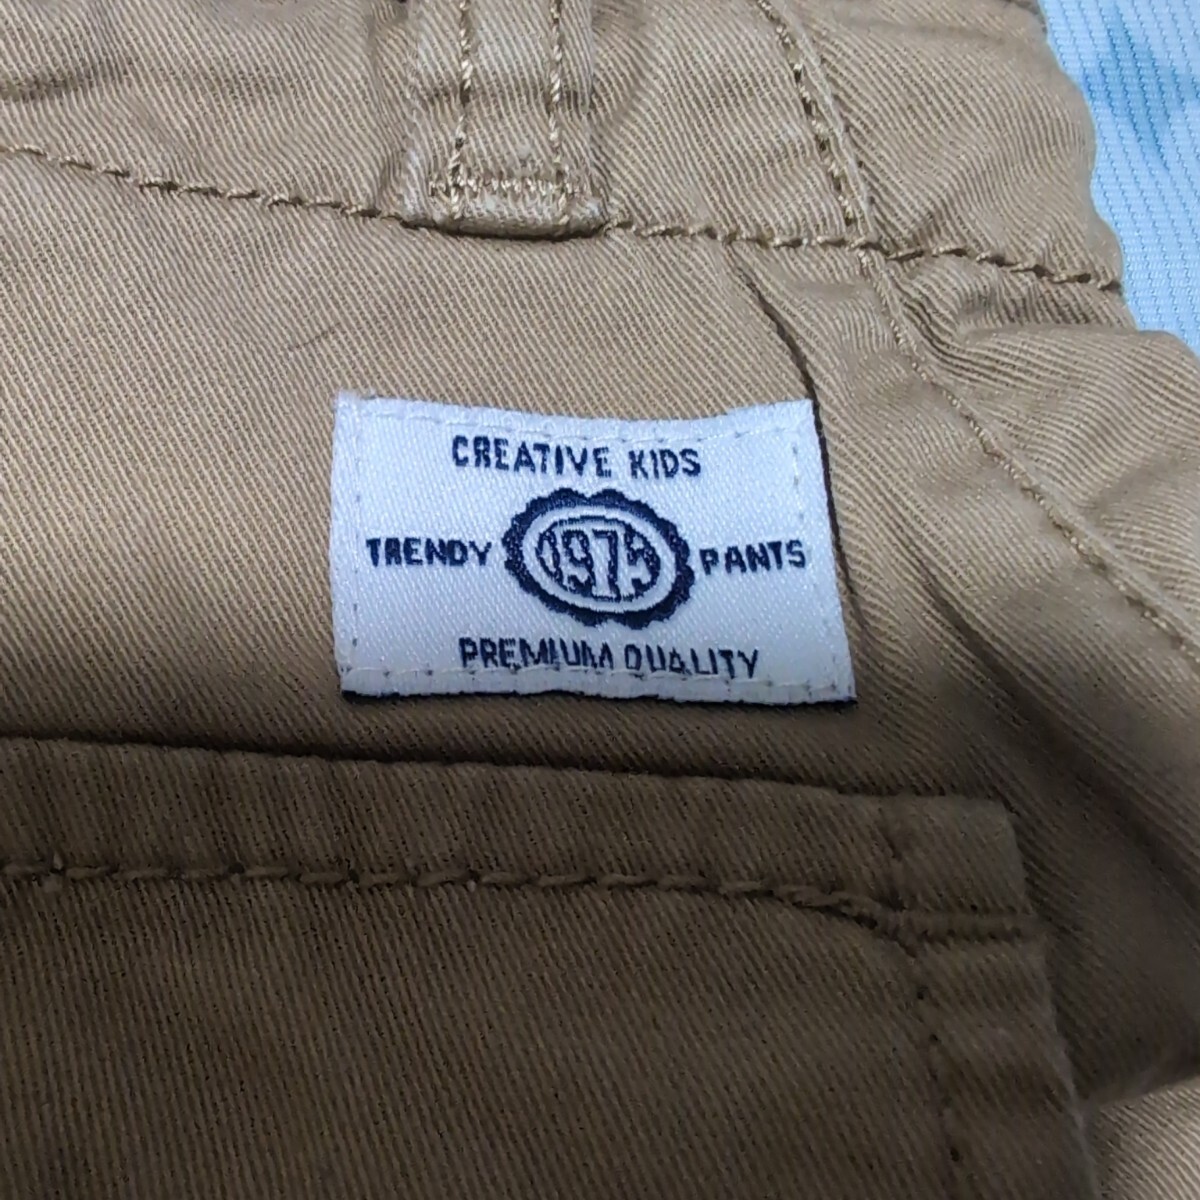 CREATIVE KIDS
TRENDY 1975 PANTS
PREMIUM QUALITY